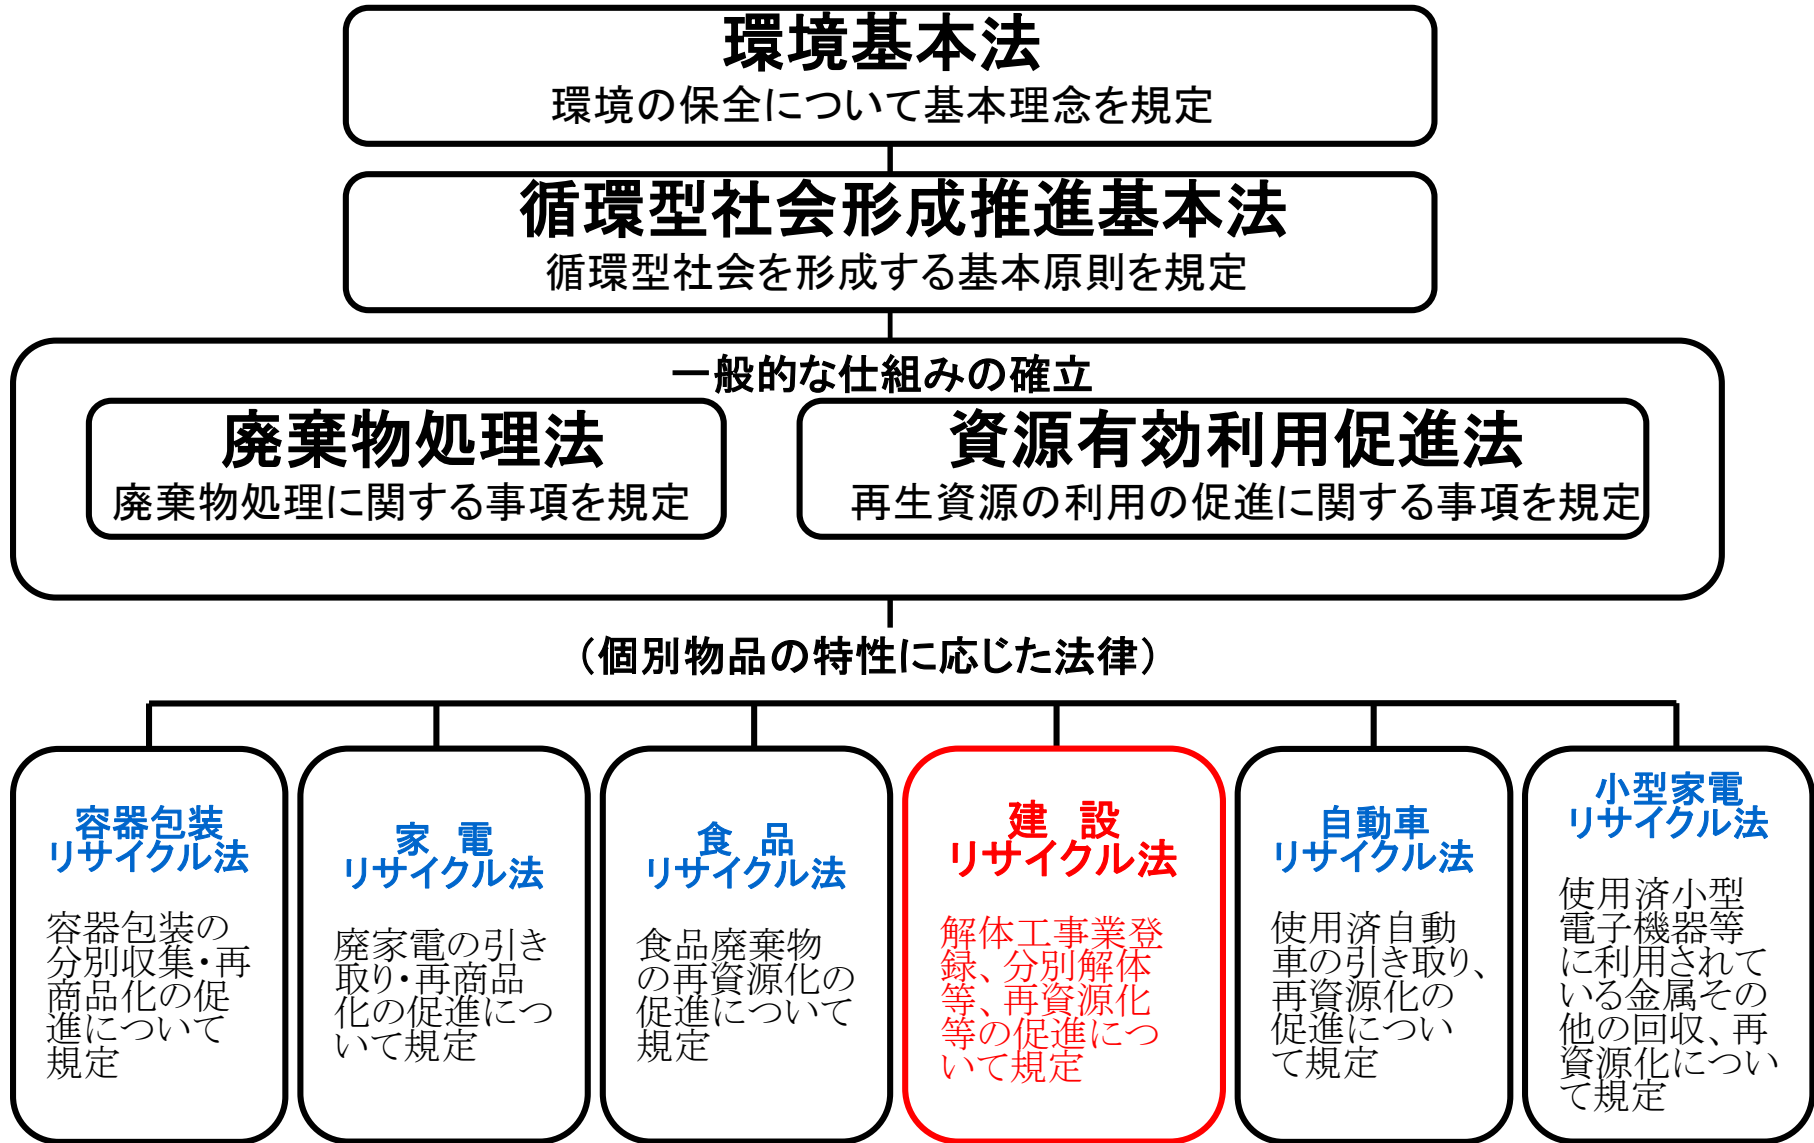 環境基本法
環境の保全について基本理念を規定
循環型社会形成推進基本法
循環型社会を形成する基本原則を規定
一般的な仕組みの確立
廃棄物処理法
廃棄物処理に関する事項を規定
資源有効利用促進法
再生資源の利用の促進に関する事項を規定
（個別物品の特性に応じた法律）
容器包装
リサイクル法
容器包装の
分別収集・再
商品化の促
進について
規定
家　電
リサイクル法
廃家電の引き
取り・再商品
化の促進につ
いて規定
食　品
リサイクル法
食品廃棄物
の再資源化の
促進について
規定
建　設
リサイクル法
解体工事業登
録、分別解体
等、再資源化
等の促進につ
いて規定
自動車
リサイクル法
使用済自動
車の引き取り、
再資源化の
促進につい
て規定
小型家電
リサイクル法
使用済小型
電子機器等
に利用されて
いる金属その
他の回収、再
資源化につい
て規定